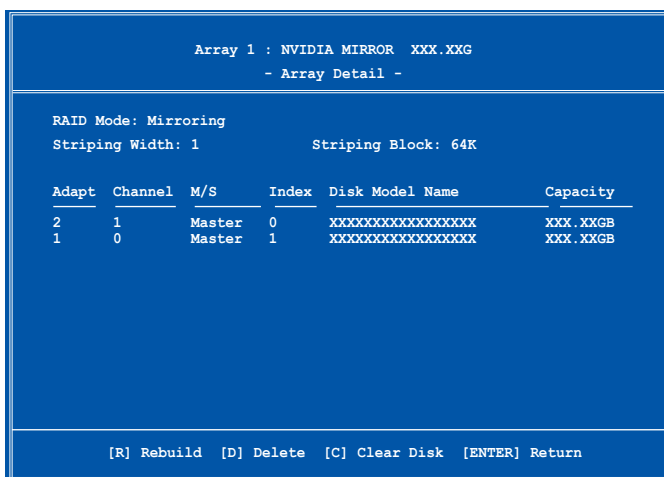 Array 1 : NVIDIA MIRROR XXX.XXG
- Array Detail -
RAID Mode: Mirroring
Striping Width: 1 Striping Block: 64K
Adapt Channel M/S Index Disk Model Name Capacity
2 1 Master 0 XXXXXXXXXXXXXXXXX XXX.XXGB
1 0 Master 1 XXXXXXXXXXXXXXXXX XXX.XXGB
[R] Rebuild [D] Delete [C] Clear Disk [ENTER] Return